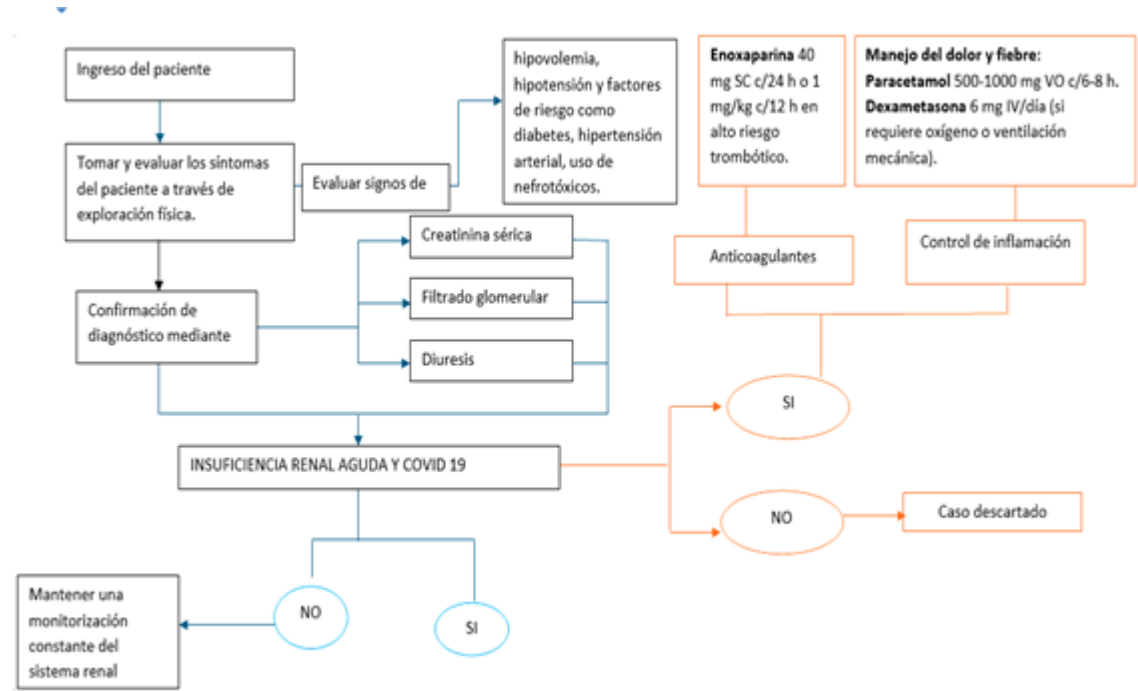 Ingreso del paciente
Tomar y evaluar los síntomas
del paciente a través de
exploración física.
Evaluar signos de
hipovolemia,
hipotensión y factores
de riesgo como
diabetes, hipertensión
arterial, uso de
nefrotóxicos.
Confirmación de
diagnóstico mediante
Creatinina sérica
Filtrado glomerular
Diuresis
INSUFICIENCIA RENAL AGUDA Y COVID 19
NO
SI
Mantener una
monitorización
constante del
sistema renal
Enoxaparina 40
mg SC c/24 h o 1
mg/kg c/12 h en
alto riesgo
trombótico.
Manejo del dolor y fiebre:
Paracetamol 500-1000 mg VO c/6-8 h.
Dexametasona 6 mg IV/día (si
requiere oxígeno o ventilación
mecánica).
Anticoagulantes
Control de inflamación
SI
NO
Caso descartado